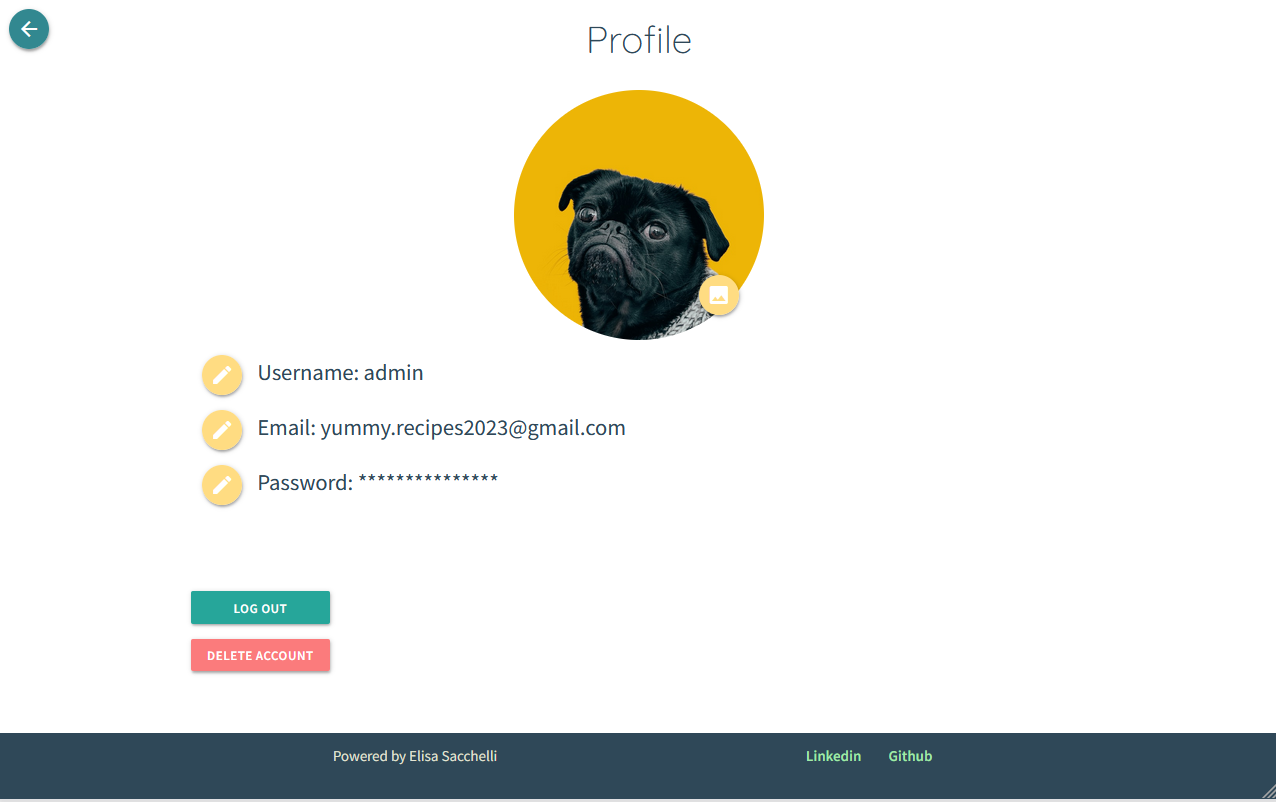 Profile
Username: admin
Email: yummy.recipes2023@gmail.com
Password: ***************
LOG OUT
DELETE ACCOUNT
Powered by Elisa Sacchelli
Linkedin Github